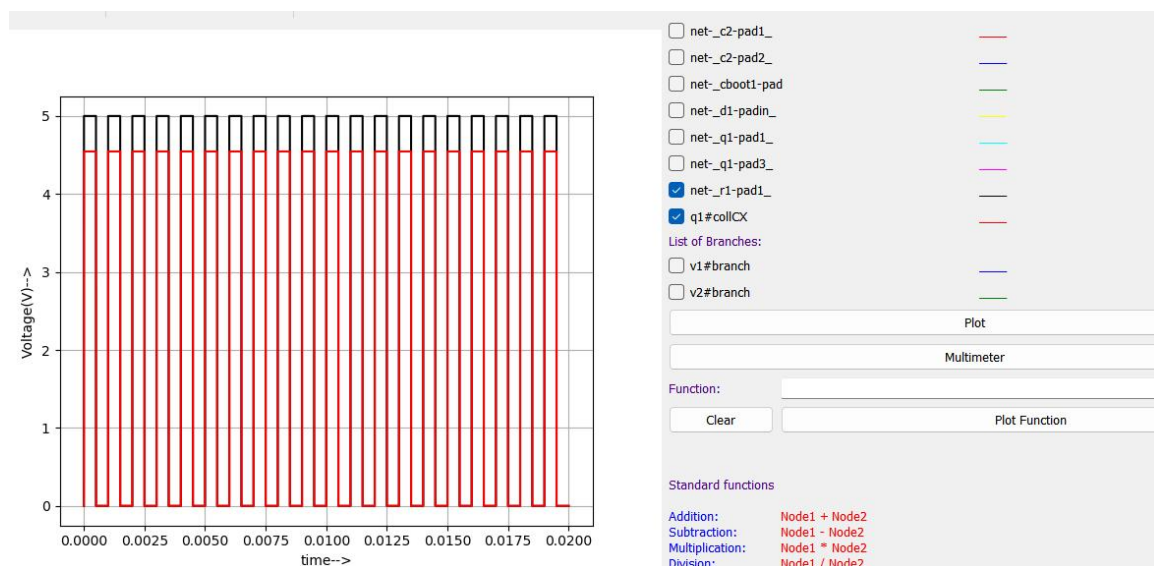 5
4
3
2
1
0
Voltage(V)-->
0.0000 0.0025 0.0050 0.0075 0.0100 0.0125 0.0150 0.0175 0.0200
time-->
net-_c2-pad1_
net-_c2-pad2_
net-_cboot1-pad
net-_d1-padin_
net-_q1-pad1_
net-_q1-pad3_
net-_r1-pad1_
q1#collCX
List of Branches:
v1#branch
v2#branch
Plot
Multimeter
Function:
Clear Plot Function
Standard functions
Addition: Node1 + Node2
Subtraction: Node1 - Node2
Multiplication: Node1 * Node2
Division: Node1 / Node2